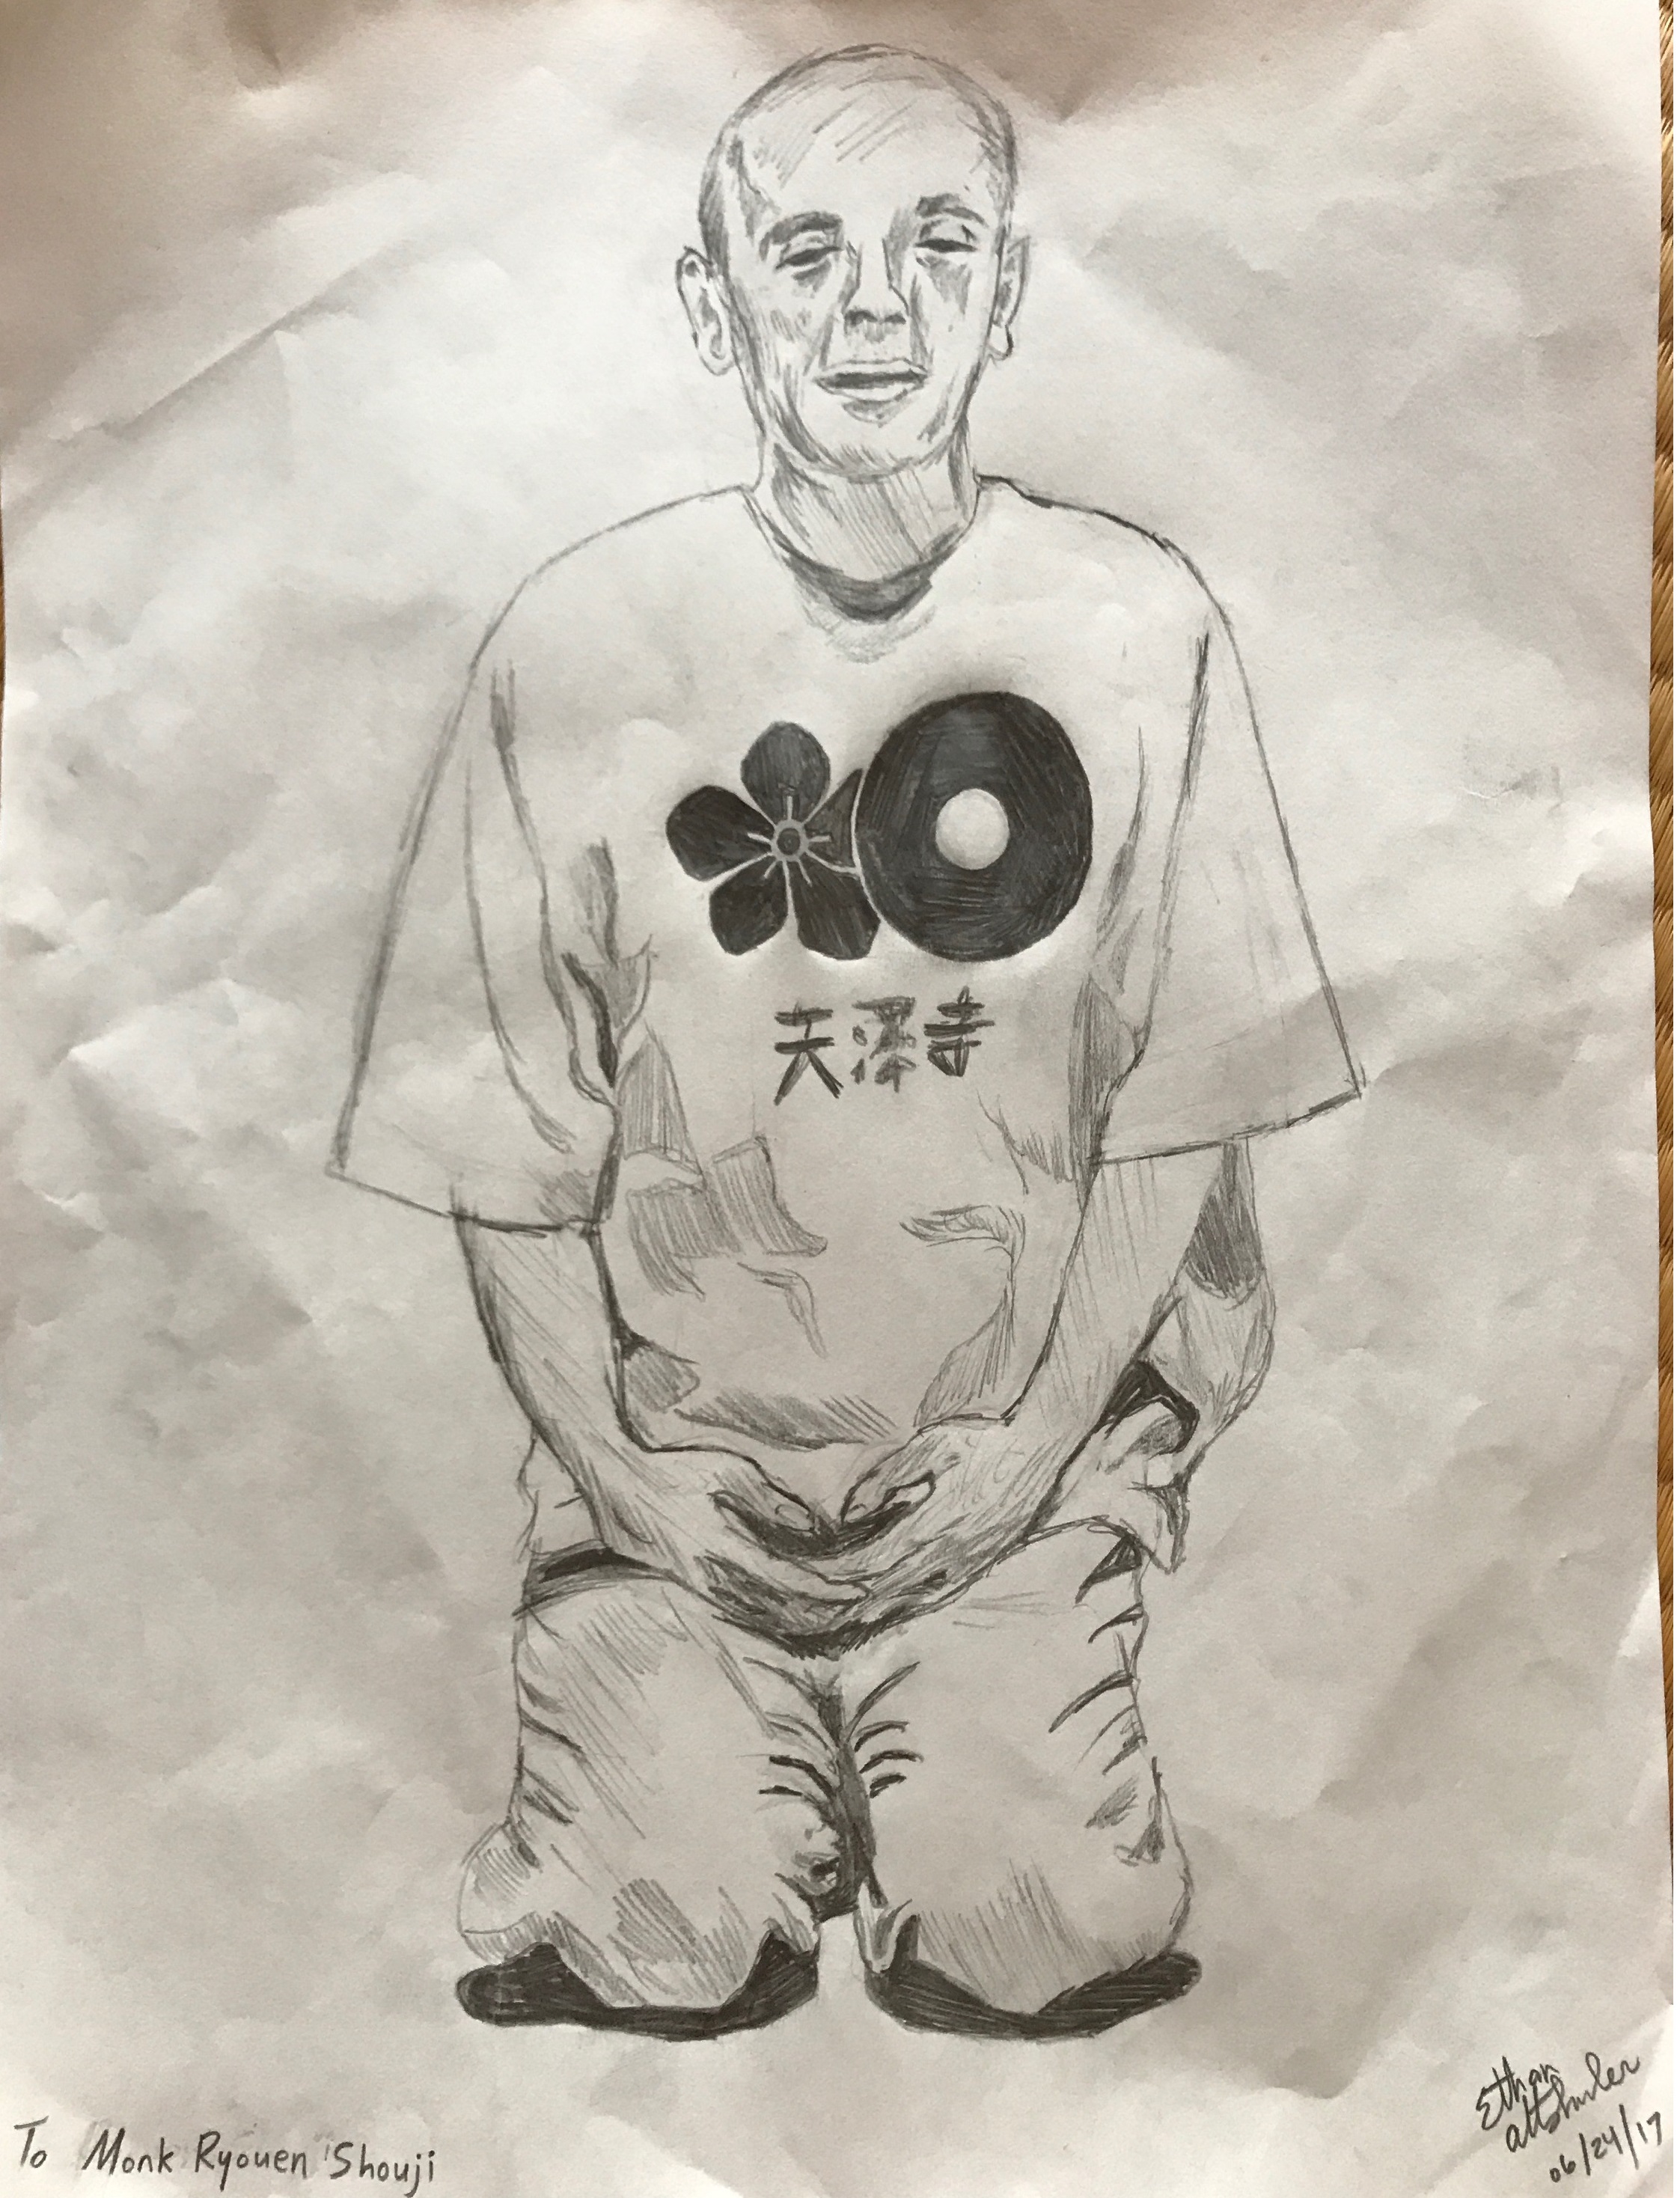 天澤寺
To Monk Ryouen Shouji
Ethan
Altshuler
06/24/17